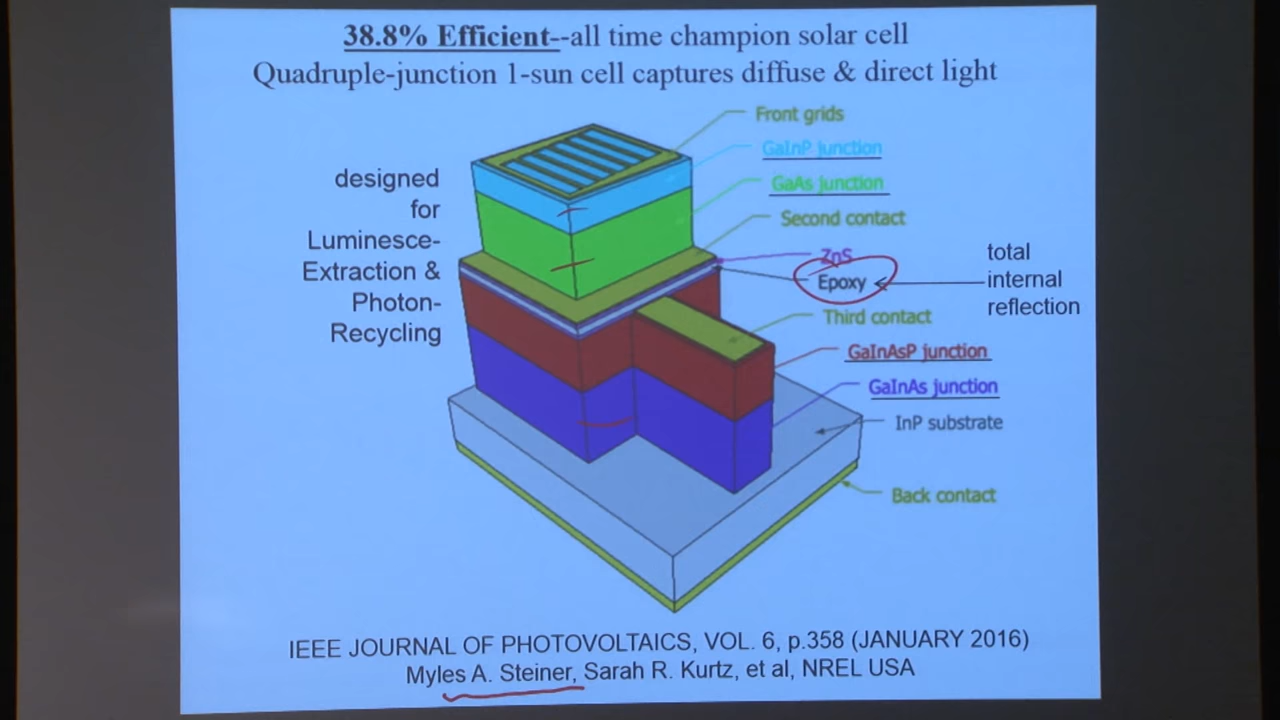 38.8% Efficient--all time champion solar cell
Quadruple-junction 1-sun cell captures diffuse & direct light
Front grids
GaInP junction
designed
for
Luminesce-
Extraction &
Photon-
Recycling
GaAs junction
Second contact
ZnS
Epoxy
total
internal
reflection
Third contact
GaInAsP junction
GaInAs junction
InP substrate
Back contact
IEEE JOURNAL OF PHOTOVOLTAICS, VOL. 6, p.358 (JANUARY 2016)
Myles A. Steiner, Sarah R. Kurtz, et al, NREL USA